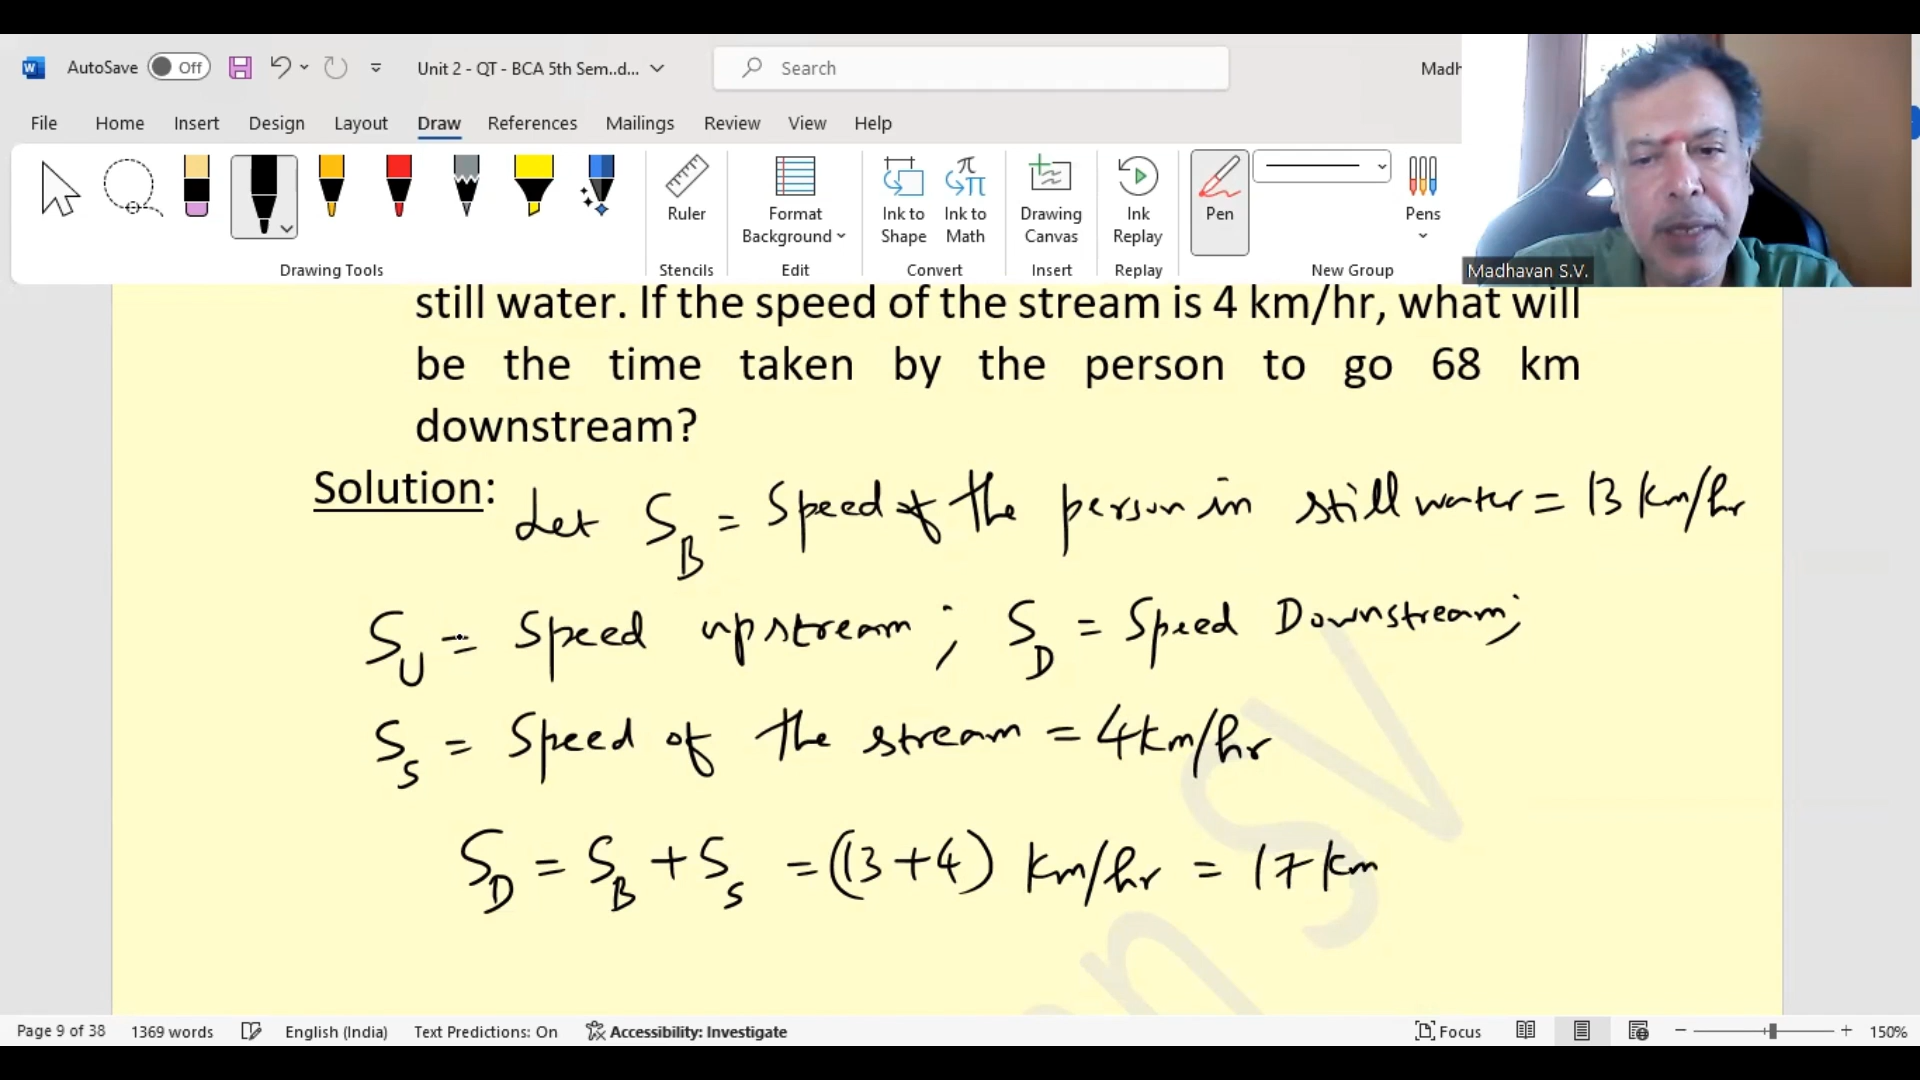 AutoSave Off Unit 2 - QT - BCA 5th Sem..d... Search Madh
File Home Insert Design Layout Draw References Mailings Review View Help
Ruler Format Background Ink to Shape Ink to Math Drawing Canvas Ink Replay Pen Pens
Drawing Tools Stencils Edit Convert Insert Replay New Group
Madhavan S.V.
still water. If the speed of the stream is 4 km/hr, what will
be the time taken by the person to go 68 km
downstream?
Solution: Let S_B = Speed of the person in still water = 13 km/hr
S_U = Speed upstream ; S_D = Speed Downstream;
S_S = Speed of the stream = 4 km/hr
S_D = S_B + S_S = (13+4) km/hr = 17 km
n SV
Page 9 of 38 1369 words English (India) Text Predictions: On Accessibility: Investigate Focus 150%